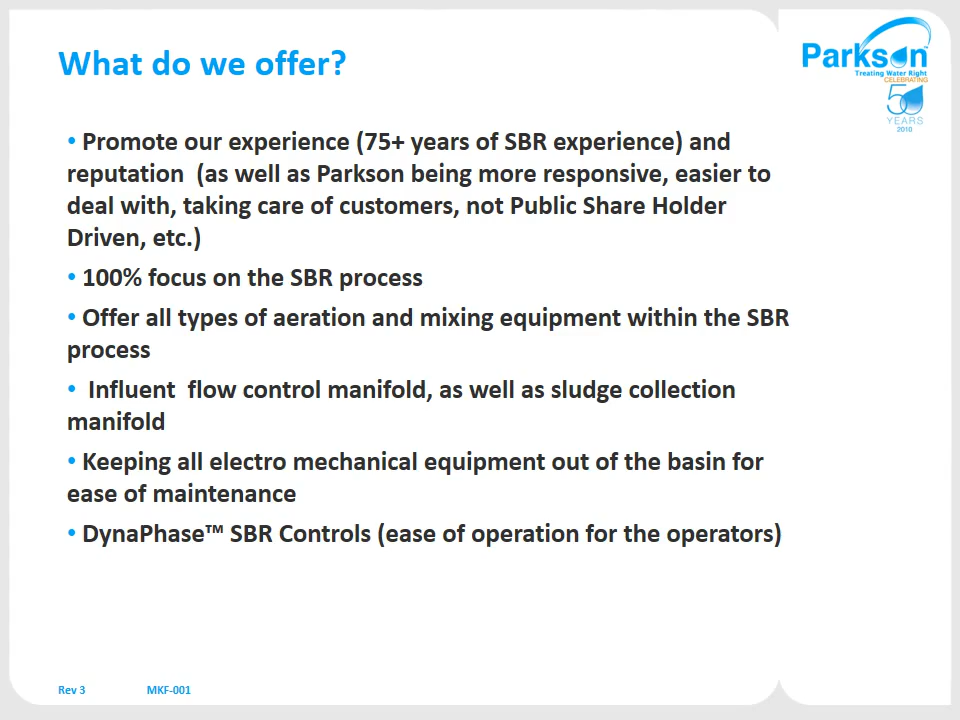 What do we offer?
Parkson™
Treating Water Right
CELEBRATING
50
YEARS
2010
• Promote our experience (75+ years of SBR experience) and
reputation (as well as Parkson being more responsive, easier to
deal with, taking care of customers, not Public Share Holder
Driven, etc.)
• 100% focus on the SBR process
• Offer all types of aeration and mixing equipment within the SBR
process
• Influent flow control manifold, as well as sludge collection
manifold
• Keeping all electro mechanical equipment out of the basin for
ease of maintenance
• DynaPhase™ SBR Controls (ease of operation for the operators)
Rev 3 MKF-001